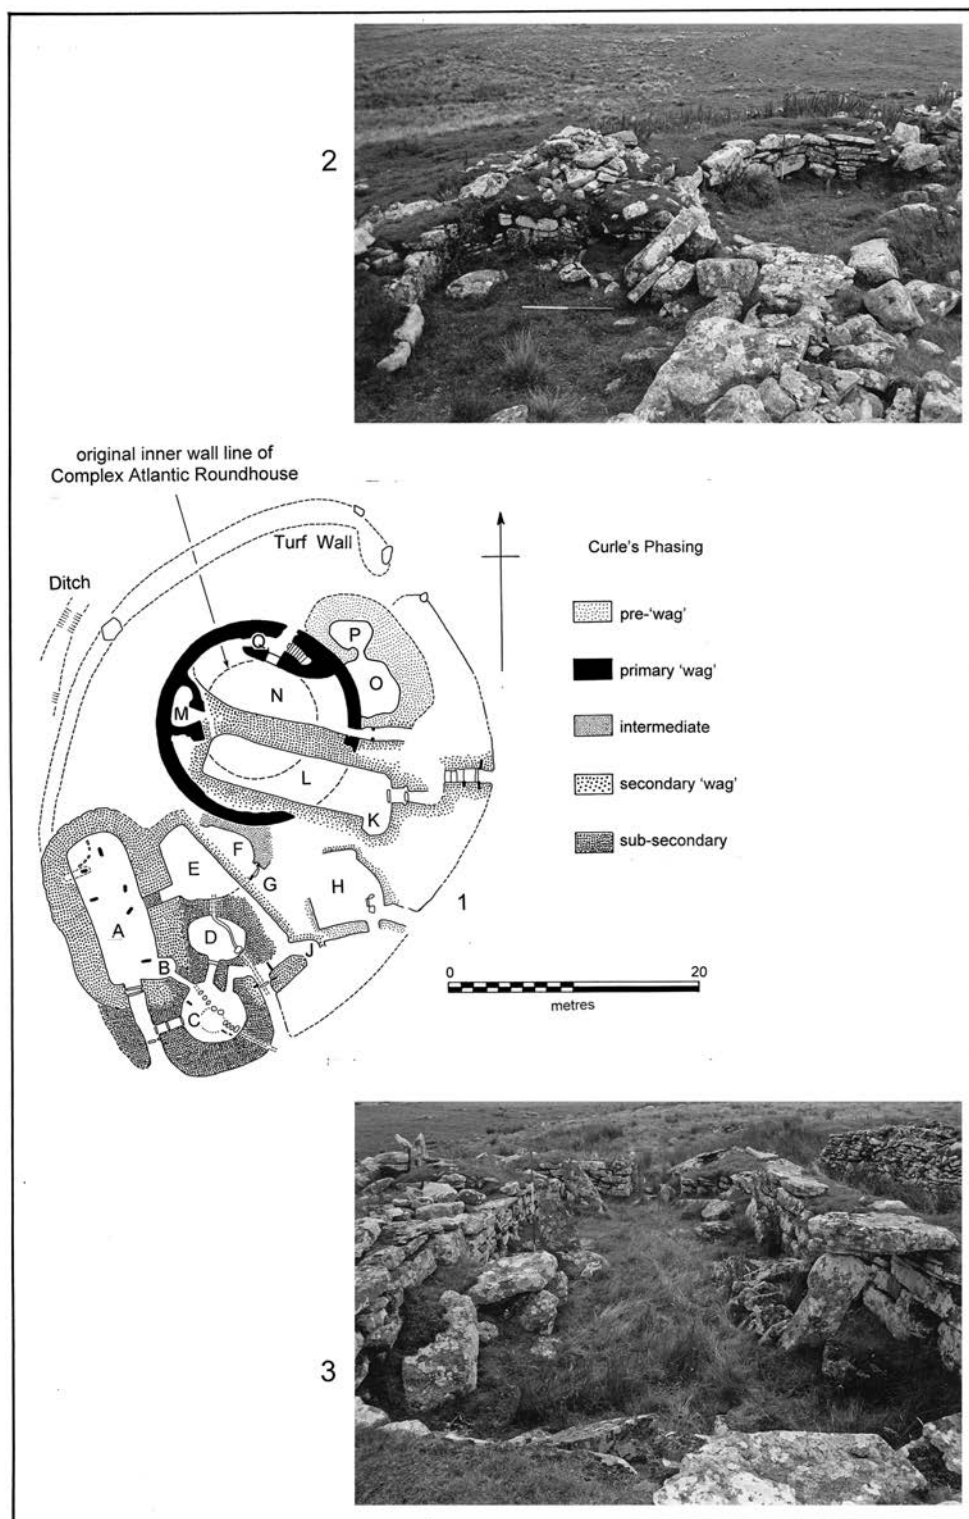 2
original inner wall line of
Complex Atlantic Roundhouse
Turf Wall
Ditch
Curle's Phasing
pre-'wag'
primary 'wag'
intermediate
secondary 'wag'
sub-secondary
P
Q
O
N
M
L
K
F
E
G
H
1
A
D
J
B
C
0
20
metres
3